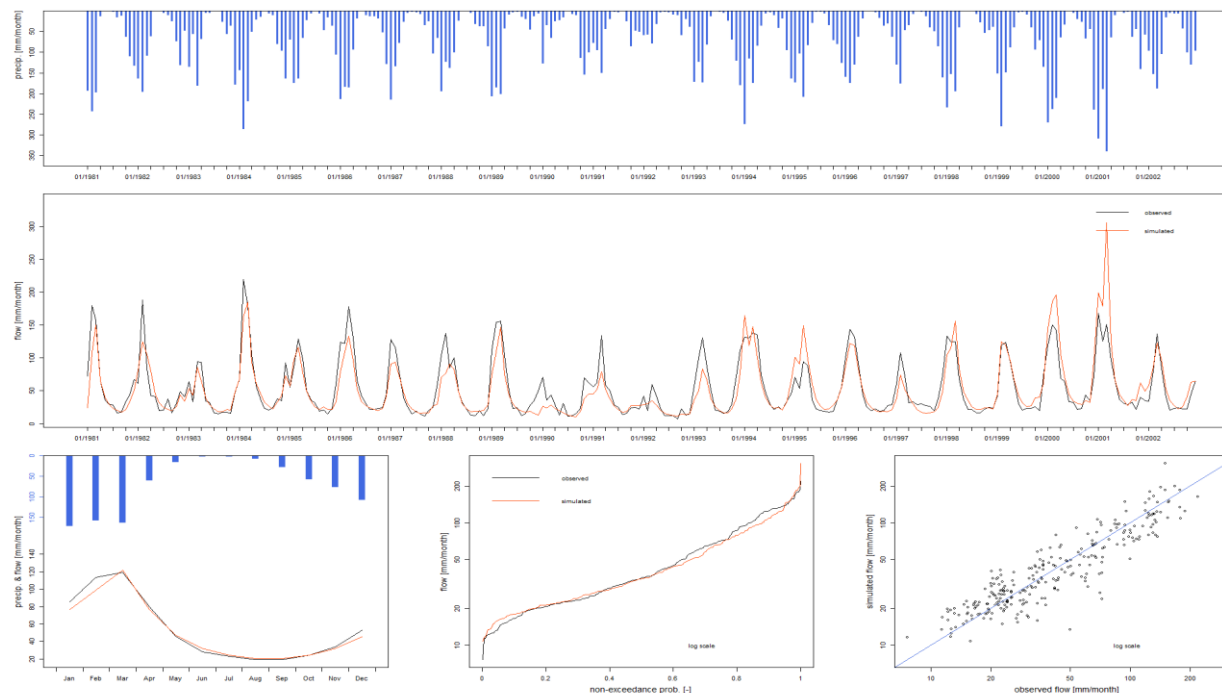 precip. [mm/month]
50
100
150
200
250
300
350
01/1981 01/1982 01/1983 01/1984 01/1985 01/1986 01/1987 01/1988 01/1989 01/1990 01/1991 01/1992 01/1993 01/1994 01/1995 01/1996 01/1997 01/1998 01/1999 01/2000 01/2001 01/2002
flow [mm/month]
300
250
200
150
100
50
0
observed
simulated
01/1981 01/1982 01/1983 01/1984 01/1985 01/1986 01/1987 01/1988 01/1989 01/1990 01/1991 01/1992 01/1993 01/1994 01/1995 01/1996 01/1997 01/1998 01/1999 01/2000 01/2001 01/2002
precip. & flow [mm/month]
0
50
100
150
140
120
100
80
60
40
20
Jan Feb Mar Apr May Jun Jul Aug Sep Oct Nov Dec
flow [mm/month]
200
100
50
20
10
observed
simulated
log scale
0 0.2 0.4 0.6 0.8 1
non-exceedance prob. [-]
simulated flow [mm/month]
200
100
50
20
10
log scale
10 20 50 100 200
observed flow [mm/month]